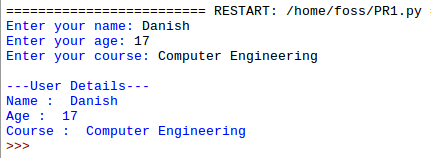 ========================= RESTART: /home/foss/PR1.py =
Enter your name: Danish
Enter your age: 17
Enter your course: Computer Engineering
---User Details---
Name :  Danish
Age :  17
Course :  Computer Engineering
>>>